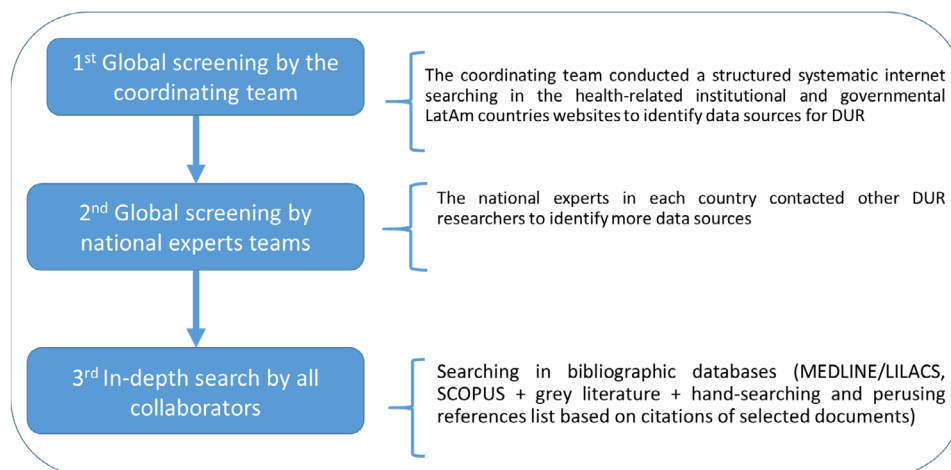 1st Global screening by the
coordinating team
The coordinating team conducted a structured systematic internet
searching in the health-related institutional and governmental
LatAm countries websites to identify data sources for DUR
2nd Global screening by
national experts teams
The national experts in each country contacted other DUR
researchers to identify more data sources
3rd In-depth search by all
collaborators
Searching in bibliographic databases (MEDLINE/LILACS,
SCOPUS + grey literature + hand-searching and perusing
references list based on citations of selected documents)